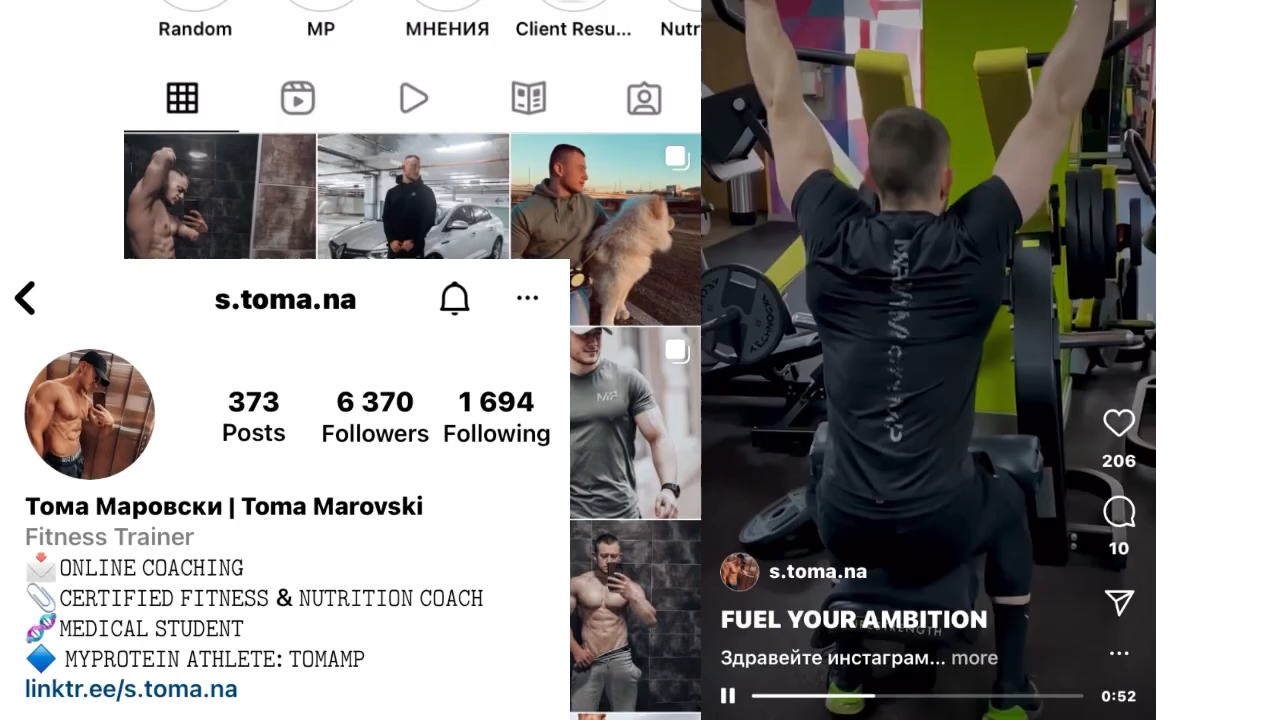 Random
MP
МНЕНИЯ
Client Resu...
Nutr
s.toma.na
373
Posts
6 370
Followers
1 694
Following
Тома Маровски | Toma Marovski
Fitness Trainer
ONLINE COACHING
CERTIFIED FITNESS & NUTRITION COACH
MEDICAL STUDENT
MYPROTEIN ATHLETE: TOMAMP
linktr.ee/s.toma.na
MP
206
10
s.toma.na
FUEL YOUR AMBITION
Здравейте инстаграм... more
0:52